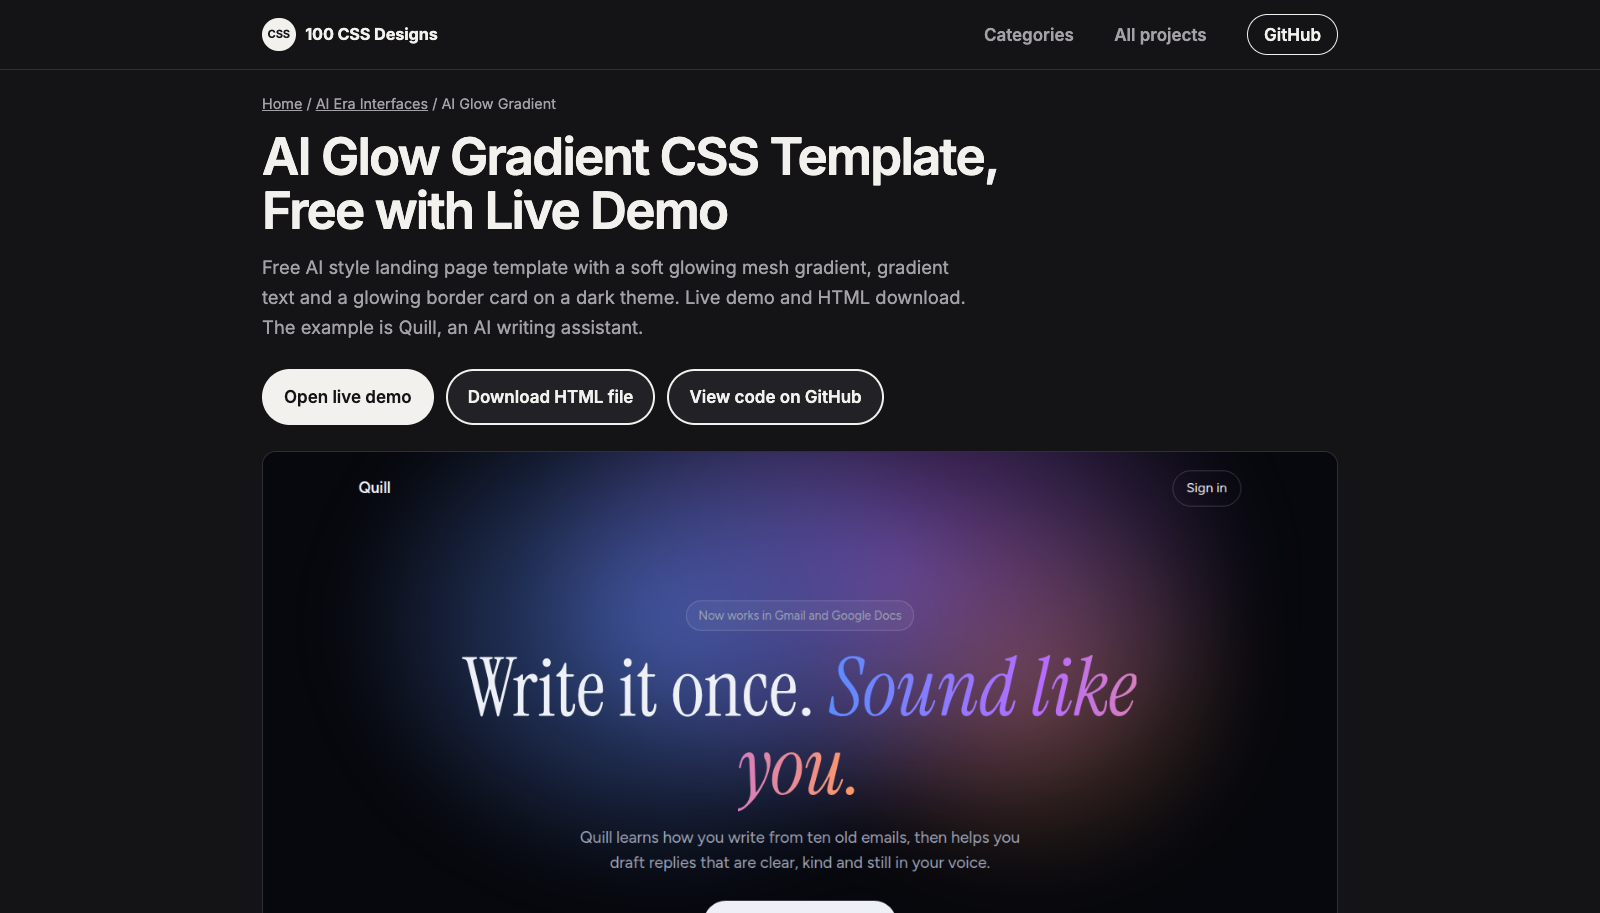 CSS 100 CSS Designs
Categories
All projects
GitHub
Home / AI Era Interfaces / AI Glow Gradient
AI Glow Gradient CSS Template,
Free with Live Demo
Free AI style landing page template with a soft glowing mesh gradient, gradient
text and a glowing border card on a dark theme. Live demo and HTML download.
The example is Quill, an AI writing assistant.
Open live demo
Download HTML file
View code on GitHub
Quill
Sign in
Now works in Gmail and Google Docs
Write it once. Sound like
you.
Quill learns how you write from ten old emails, then helps you
draft replies that are clear, kind and still in your voice.